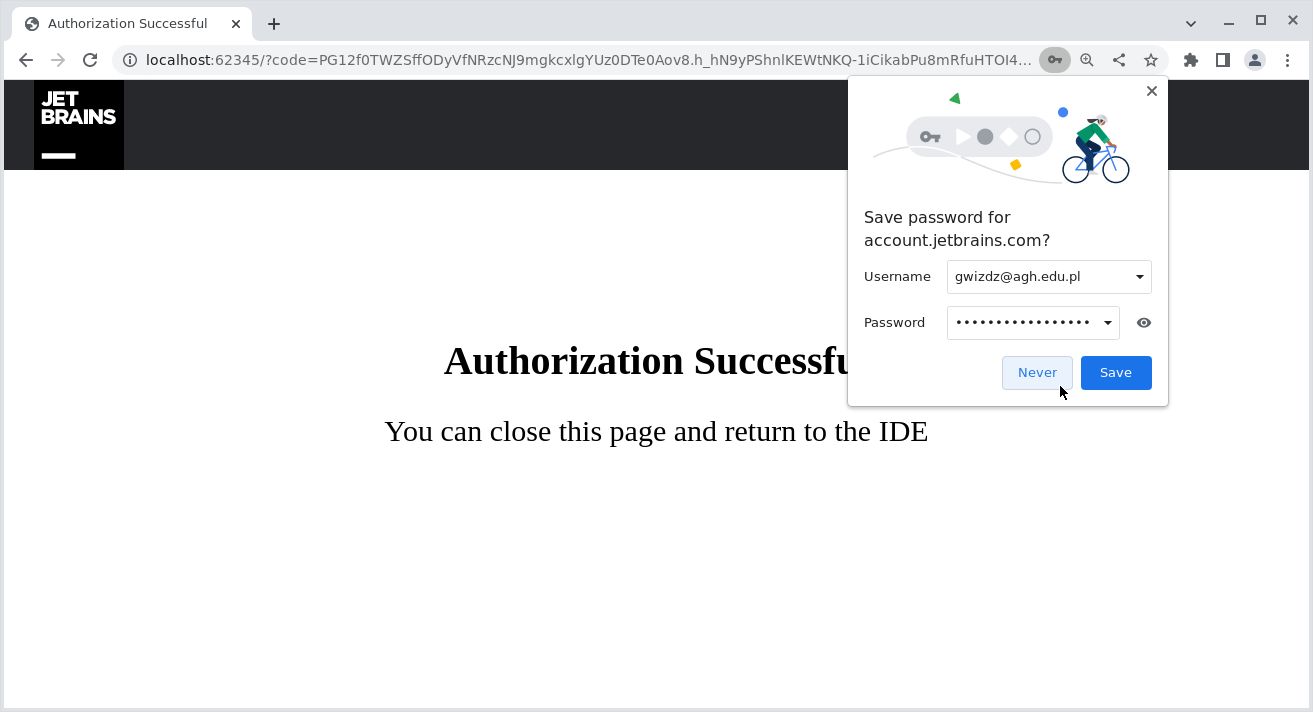 Authorization Successful
localhost:62345/?code=PG12f0TWZSffODyVfNRzcNJ9mgkcxlgYUz0DTe0Aov8.h_hN9yPShnlKEWtNKQ-1iCikabPu8mRfuHTOI4...
JET
BRAINS
Save password for
account.jetbrains.com?
Username
gwizdz@agh.edu.pl
Password
•••••••••••••••••
Never
Save
Authorization Successfu
You can close this page and return to the IDE